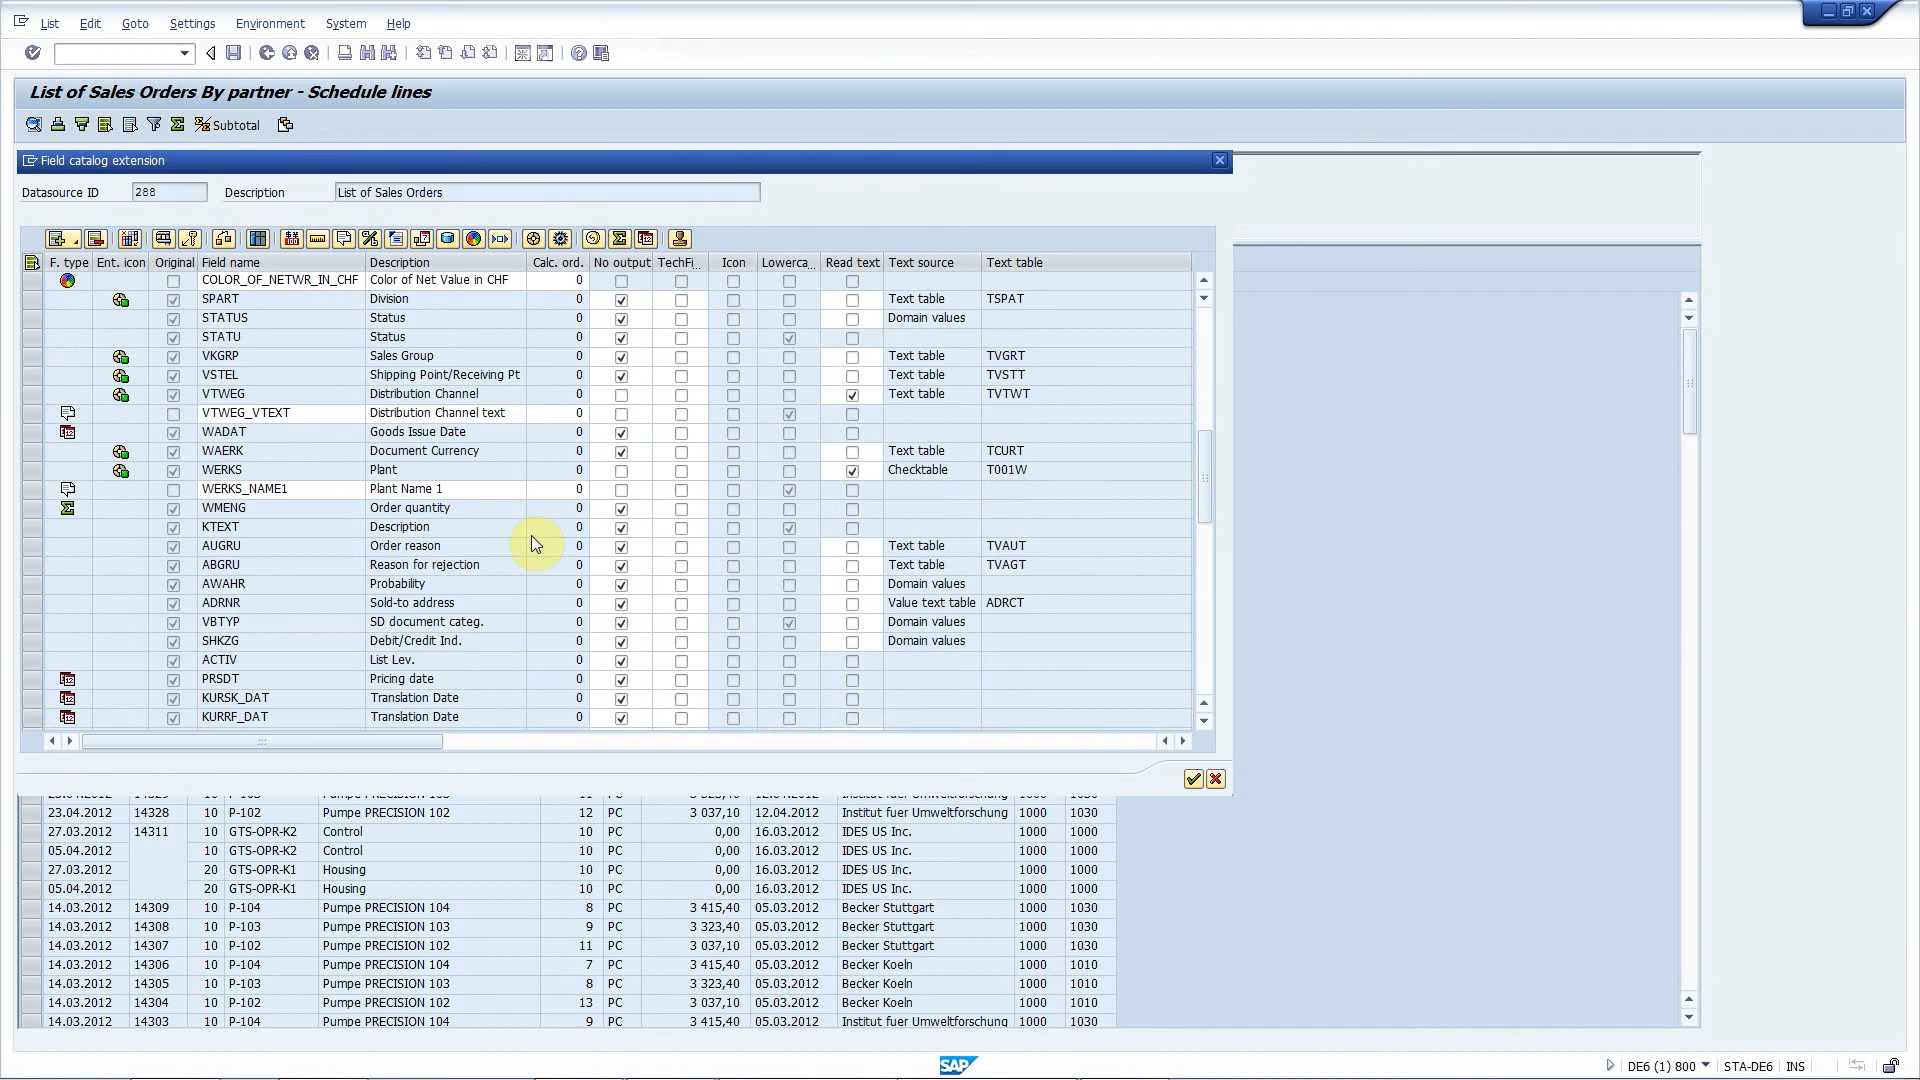 List Edit Goto Settings Environment System Help
List of Sales Orders By partner - Schedule lines
Subtotal
Field catalog extension
Datasource ID 288 Description List of Sales Orders
F. type Ent. icon Original Field name Description Calc. ord. No output TechFi... Icon Lowerca... Read text Text source Text table
COLOR_OF_NETWR_IN_CHF Color of Net Value in CHF 0
SPART Division 0 Text table TSPAT
STATUS Status 0 Domain values
STATU Status 0
VKGRP Sales Group 0 Text table TVGRT
VSTEL Shipping Point/Receiving Pt 0 Text table TVSTT
VTWEG Distribution Channel 0 Text table TVTWT
VTWEG_VTEXT Distribution Channel text 0
WADAT Goods Issue Date 0
WAERK Document Currency 0 Text table TCURT
WERKS Plant 0 Checktable T001W
WERKS_NAME1 Plant Name 1 0
WMENG Order quantity 0
KTEXT Description 0
AUGRU Order reason 0 Text table TVAUT
ABGRU Reason for rejection 0 Text table TVAGT
AWAHR Probability 0 Domain values
ADRNR Sold-to address 0 Value text table ADRCT
VBTYP SD document categ. 0 Domain values
SHKZG Debit/Credit Ind. 0 Domain values
ACTIV List Lev. 0
PRSDT Pricing date 0
KURSK_DAT Translation Date 0
KURRF_DAT Translation Date 0
23.04.2012 14328 10 P-102 Pumpe PRECISION 102 12 PC 3 037,10 12.04.2012 Institut fuer Umweltforschung 1000 1030
27.03.2012 14311 10 GTS-OPR-K2 Control 10 PC 0,00 16.03.2012 IDES US Inc. 1000 1000
05.04.2012 10 GTS-OPR-K2 Control 10 PC 0,00 16.03.2012 IDES US Inc. 1000 1000
27.03.2012 20 GTS-OPR-K1 Housing 10 PC 0,00 16.03.2012 IDES US Inc. 1000 1000
05.04.2012 20 GTS-OPR-K1 Housing 10 PC 0,00 16.03.2012 IDES US Inc. 1000 1000
14.03.2012 14309 10 P-104 Pumpe PRECISION 104 8 PC 3 415,40 05.03.2012 Becker Stuttgart 1000 1030
14.03.2012 14308 10 P-103 Pumpe PRECISION 103 9 PC 3 323,40 05.03.2012 Becker Stuttgart 1000 1030
14.03.2012 14307 10 P-102 Pumpe PRECISION 102 11 PC 3 037,10 05.03.2012 Becker Stuttgart 1000 1030
14.03.2012 14306 10 P-104 Pumpe PRECISION 104 7 PC 3 415,40 05.03.2012 Becker Koeln 1000 1010
14.03.2012 14305 10 P-103 Pumpe PRECISION 103 8 PC 3 323,40 05.03.2012 Becker Koeln 1000 1010
14.03.2012 14304 10 P-102 Pumpe PRECISION 102 13 PC 3 037,10 05.03.2012 Becker Koeln 1000 1010
14.03.2012 14303 10 P-104 Pumpe PRECISION 104 9 PC 3 415,40 05.03.2012 Institut fuer Umweltforschung 1000 1030
SAP DE6 (1) 800 STA-DE6 INS